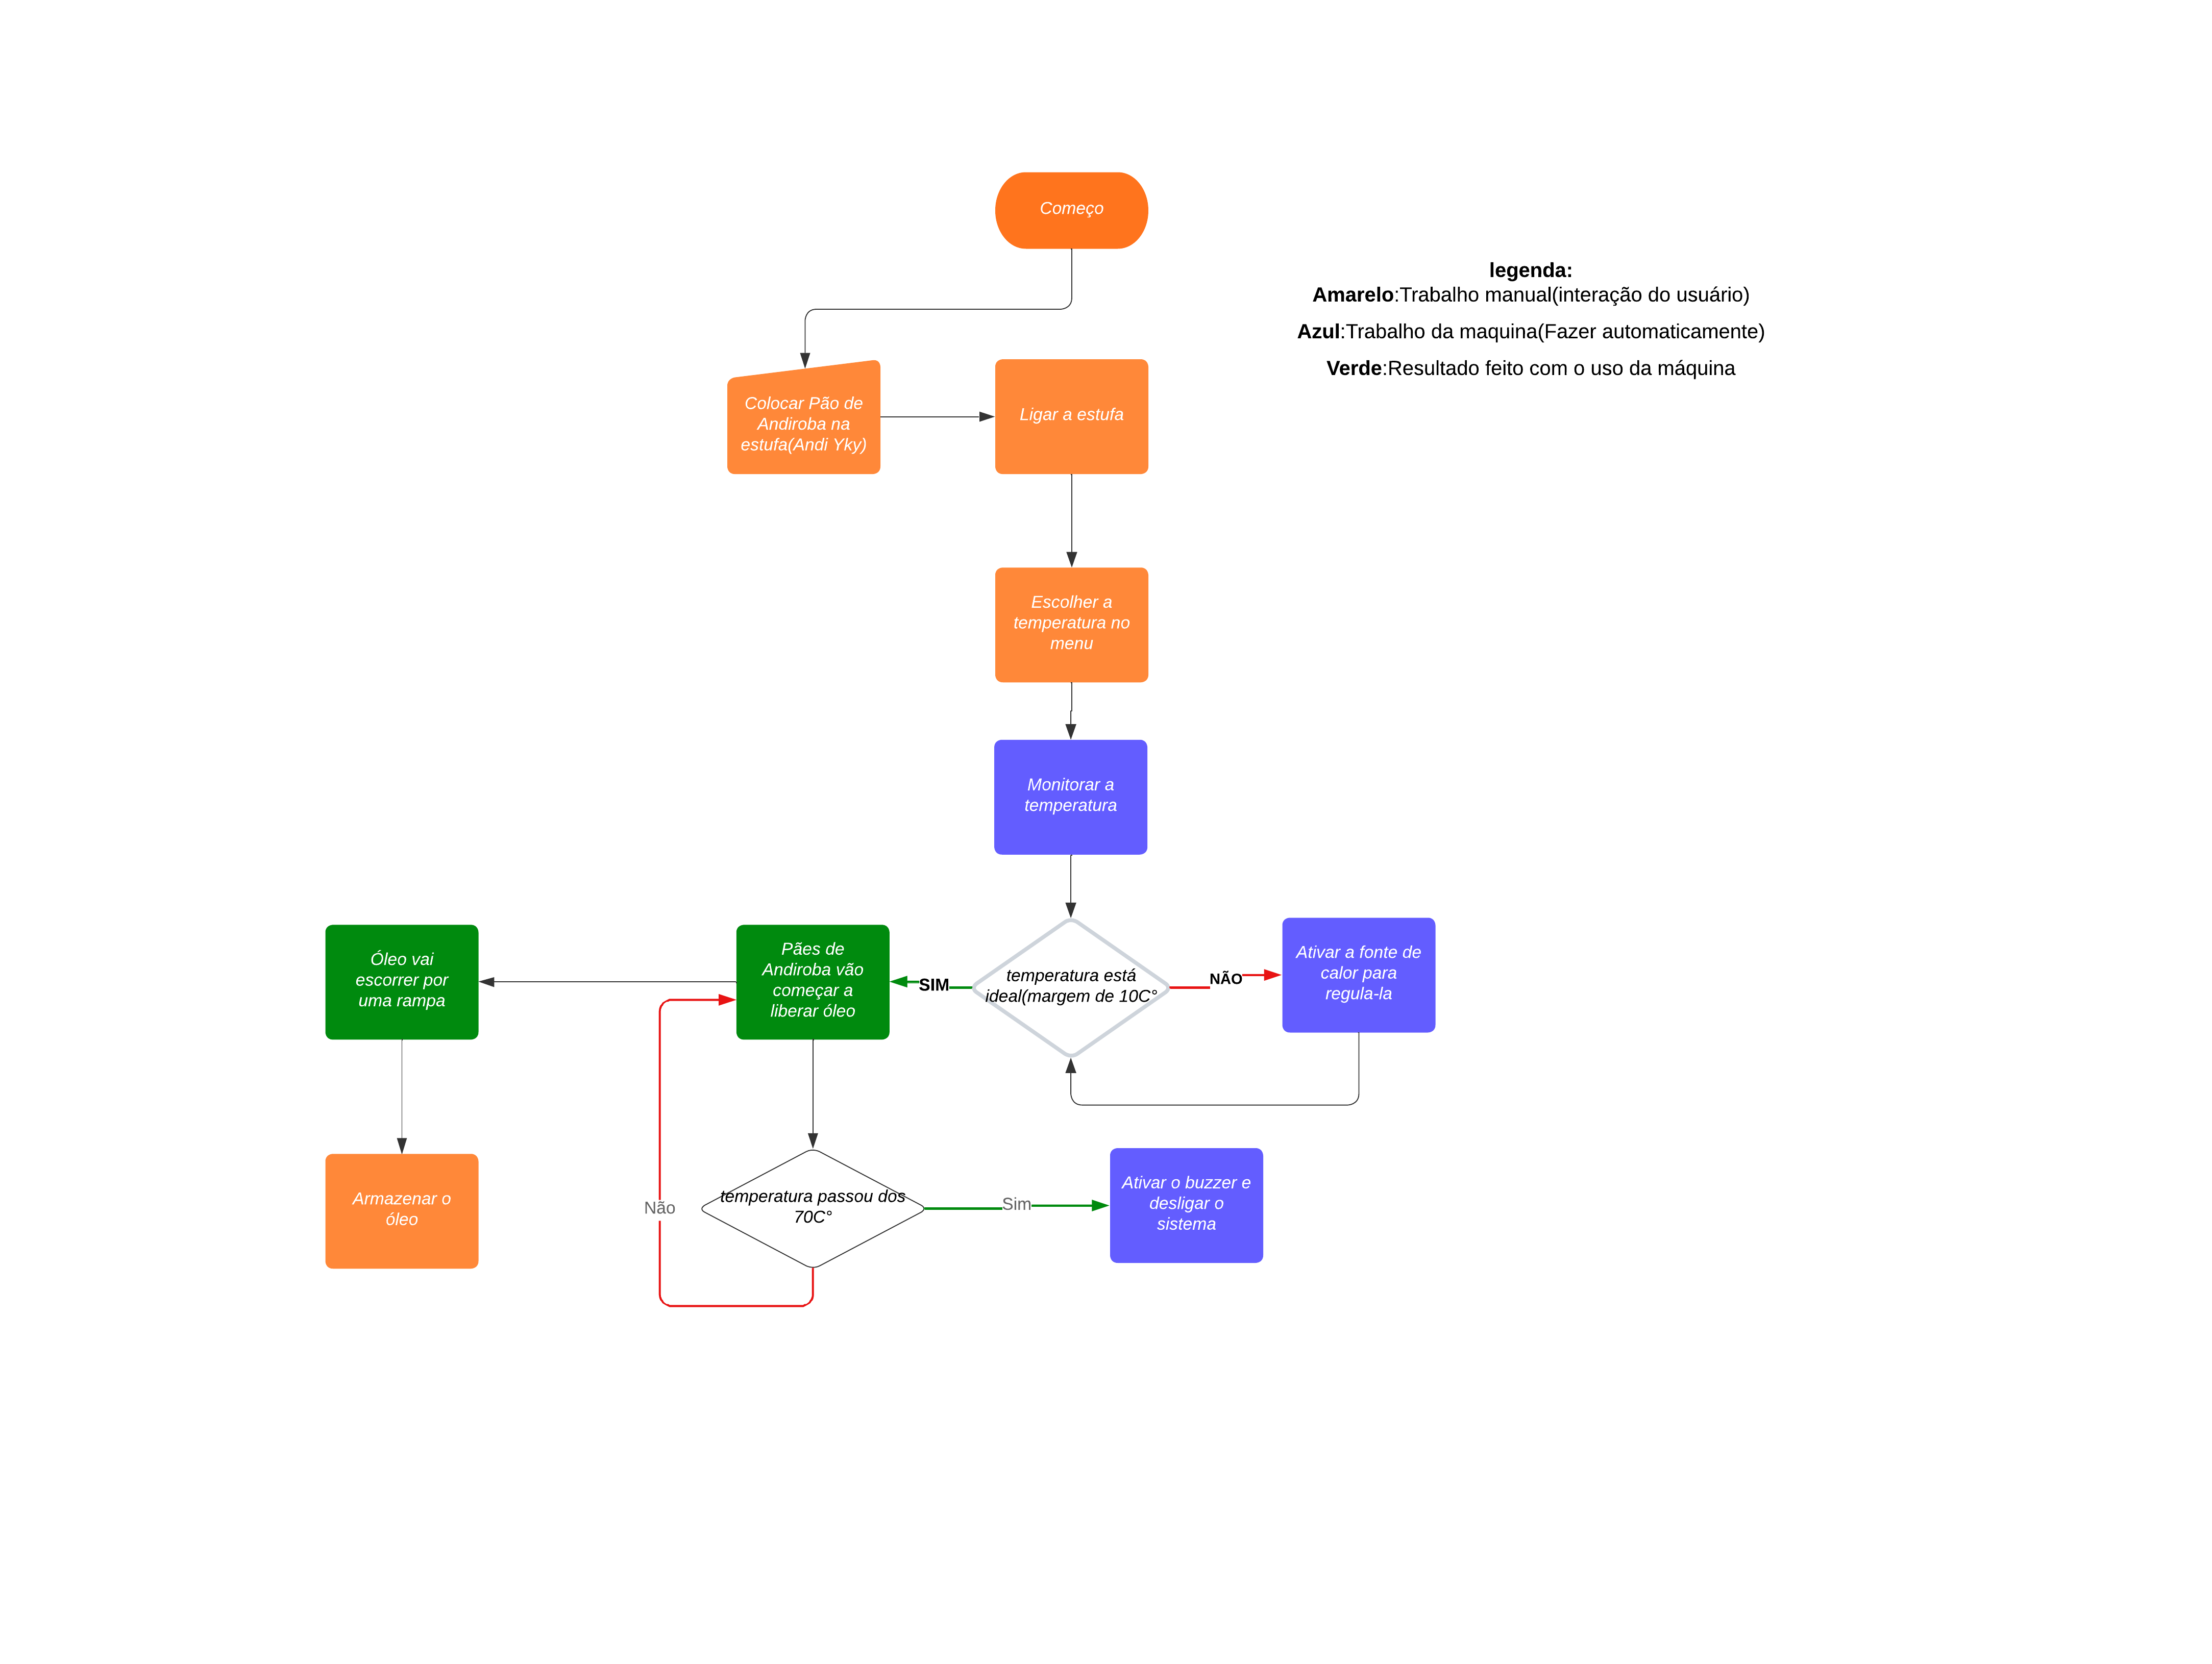 Começo
legenda:
Amarelo:Trabalho manual(interação do usuário)
Azul:Trabalho da maquina(Fazer automaticamente)
Verde:Resultado feito com o uso da máquina
Colocar Pão de
Andiroba na
estufa(Andi Yky)
Ligar a estufa
Escolher a
temperatura no
menu
Monitorar a
temperatura
Óleo vai
escorrer por
uma rampa
Pães de
Andiroba vão
começar a
liberar óleo
SIM
temperatura está
ideal(margem de 10C°
NÃO
Ativar a fonte de
calor para
regula-la
Armazenar o
óleo
Não
temperatura passou dos
70C°
Sim
Ativar o buzzer e
desligar o
sistema